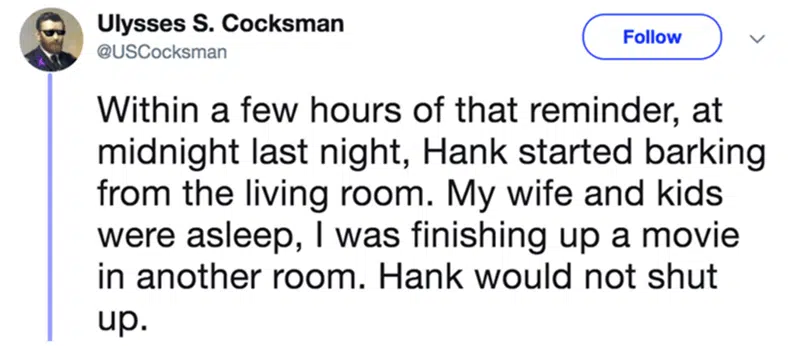 Ulysses S. Cocksman
@USCocksman
Follow
Within a few hours of that reminder, at
midnight last night, Hank started barking
from the living room. My wife and kids
were asleep, I was finishing up a movie
in another room. Hank would not shut
up.